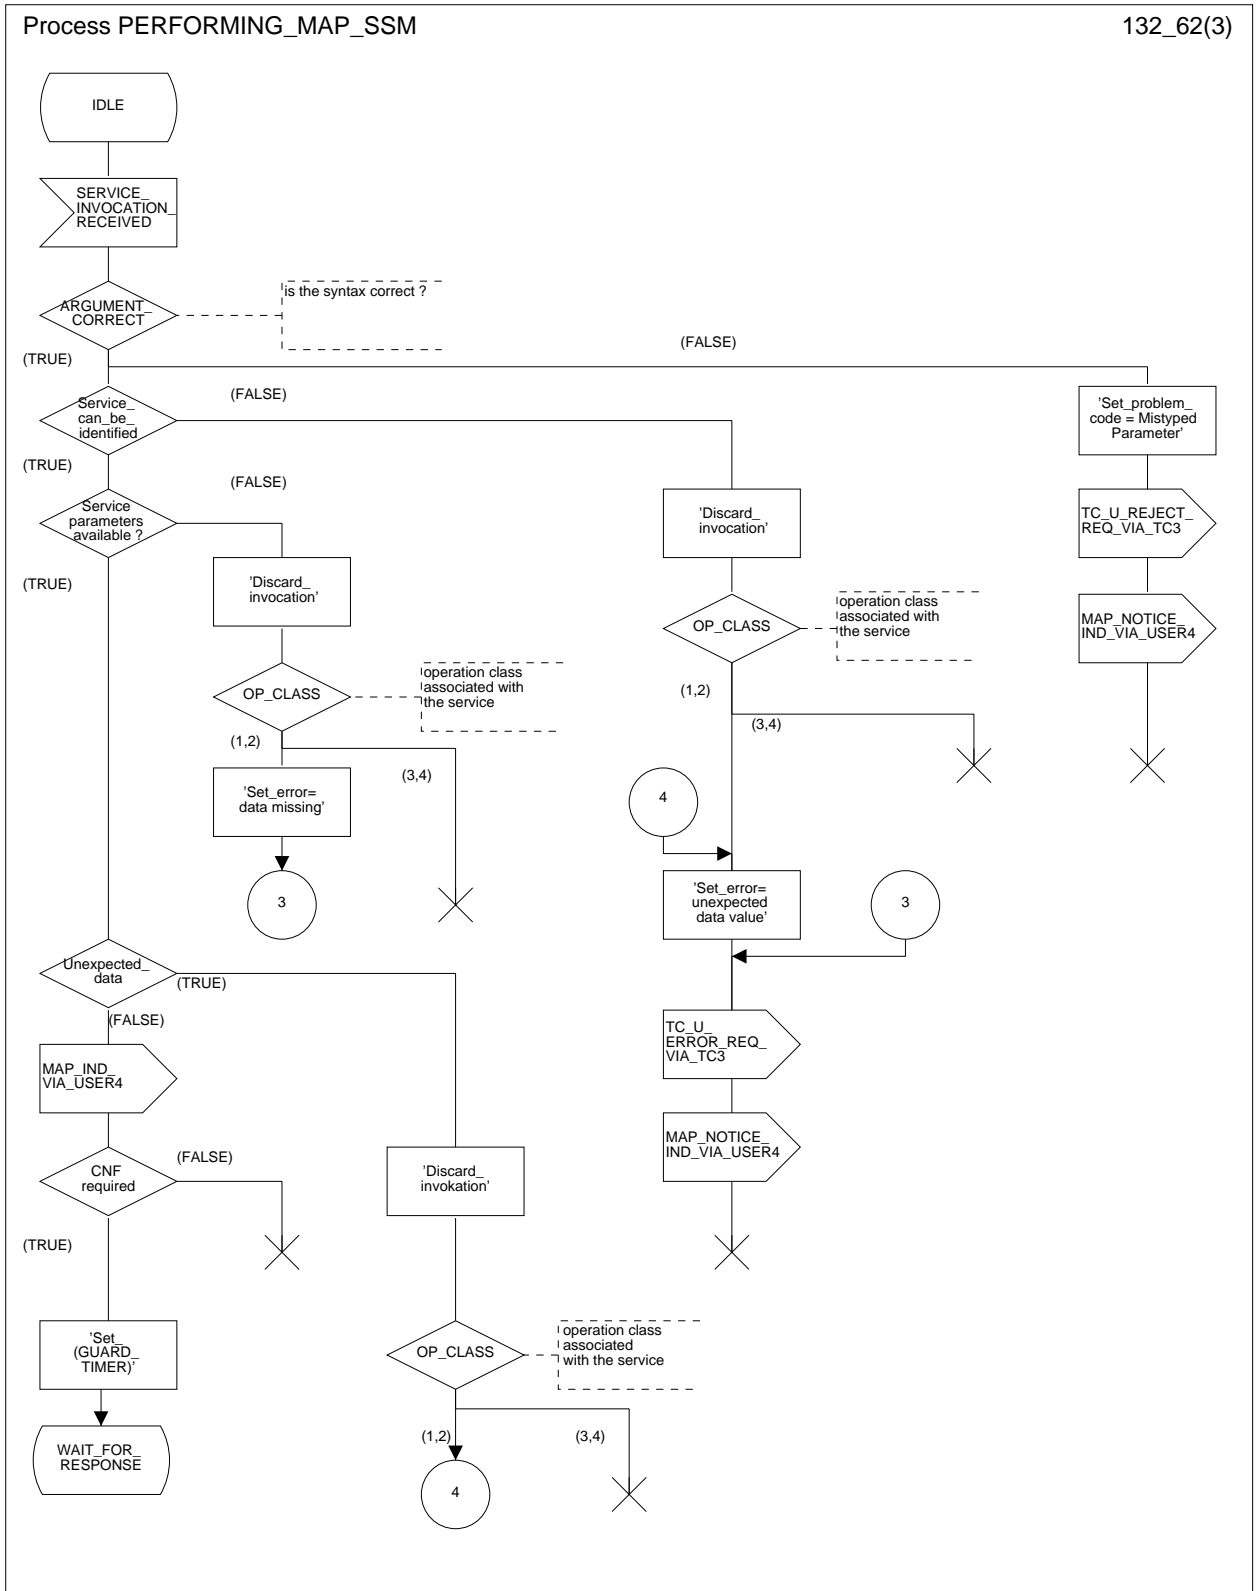 Process PERFORMING_MAP_SSM
132_62(3)
IDLE
SERVICE_
INVOCATION_
RECEIVED
ARGUMENT_
CORRECT
is the syntax correct ?
(TRUE)
(FALSE)
Service_
can_be_
identified
(FALSE)
'Set_problem_
code = Mistyped
Parameter'
(TRUE)
(FALSE)
Service
parameters
available ?
'Discard_
invocation'
TC_U_REJECT_
REQ_VIA_TC3
(TRUE)
'Discard_
invocation'
OP_CLASS
operation class
associated with
the service
MAP_NOTICE_
IND_VIA_USER4
OP_CLASS
operation class
associated with
the service
(1,2)
(3,4)
(1,2)
(3,4)
'Set_error=
data missing'
4
3
'Set_error=
unexpected
data value'
3
Unexpected_
data
(TRUE)
(FALSE)
TC_U_
ERROR_REQ_
VIA_TC3
MAP_IND_
VIA_USER4
MAP_NOTICE_
IND_VIA_USER4
CNF
required
(FALSE)
'Discard_
invokation'
(TRUE)
'Set_
(GUARD_
TIMER)'
OP_CLASS
operation class
associated
with the service
(1,2)
(3,4)
WAIT_FOR_
RESPONSE
4